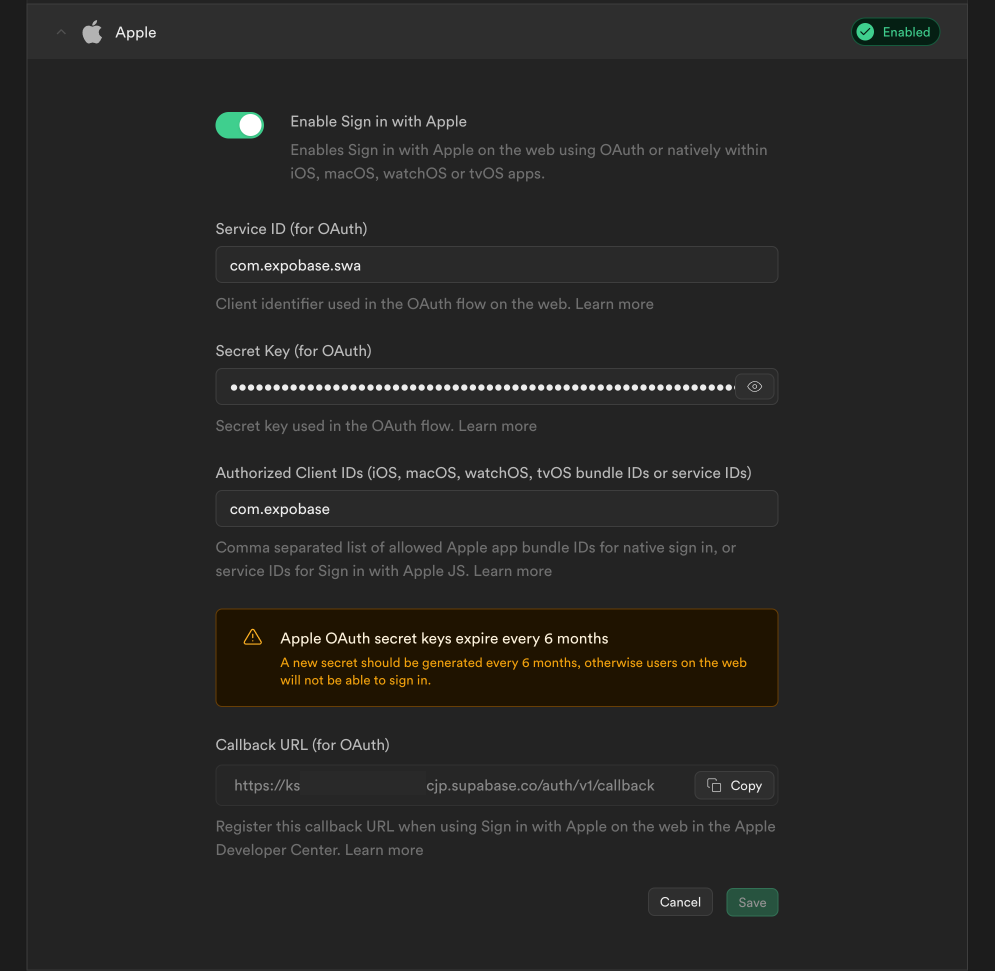 Apple
Enabled
Enable Sign in with Apple
Enables Sign in with Apple on the web using OAuth or natively within
iOS, macOS, watchOS or tvOS apps.
Service ID (for OAuth)
com.expobase.swa
Client identifier used in the OAuth flow on the web. Learn more
Secret Key (for OAuth)
Secret key used in the OAuth flow. Learn more
Authorized Client IDs (iOS, macOS, watchOS, tvOS bundle IDs or service IDs)
com.expobase
Comma separated list of allowed Apple app bundle IDs for native sign in, or
service IDs for Sign in with Apple JS. Learn more
Apple OAuth secret keys expire every 6 months
A new secret should be generated every 6 months, otherwise users on the web
will not be able to sign in.
Callback URL (for OAuth)
https://ks cjp.supabase.co/auth/v1/callback
Copy
Register this callback URL when using Sign in with Apple on the web in the Apple
Developer Center. Learn more
Cancel
Save